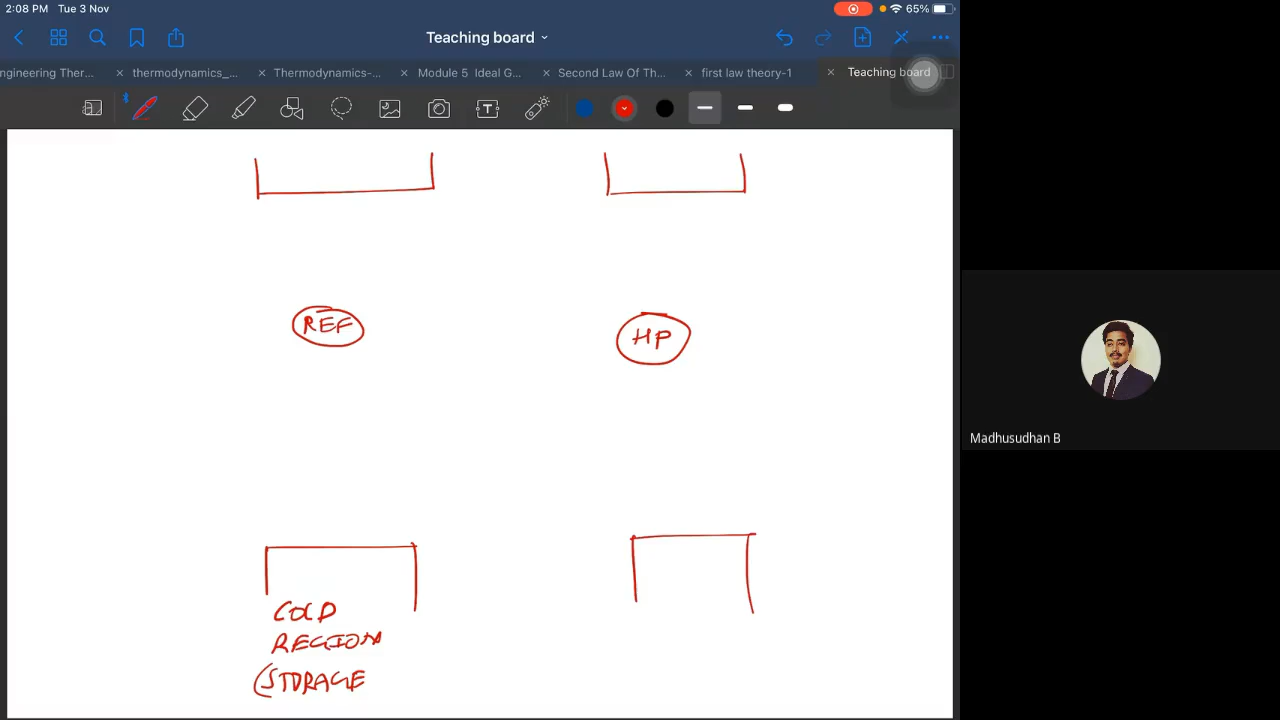 2:08 PM Tue 3 Nov
65%
Teaching board
ngineering Ther...
thermodynamics_...
Thermodynamics-...
Module 5 Ideal G...
Second Law Of Th...
first law theory-1
Teaching board
T
REF
HP
COLD
REGION
(STORAGE
Madhusudhan B